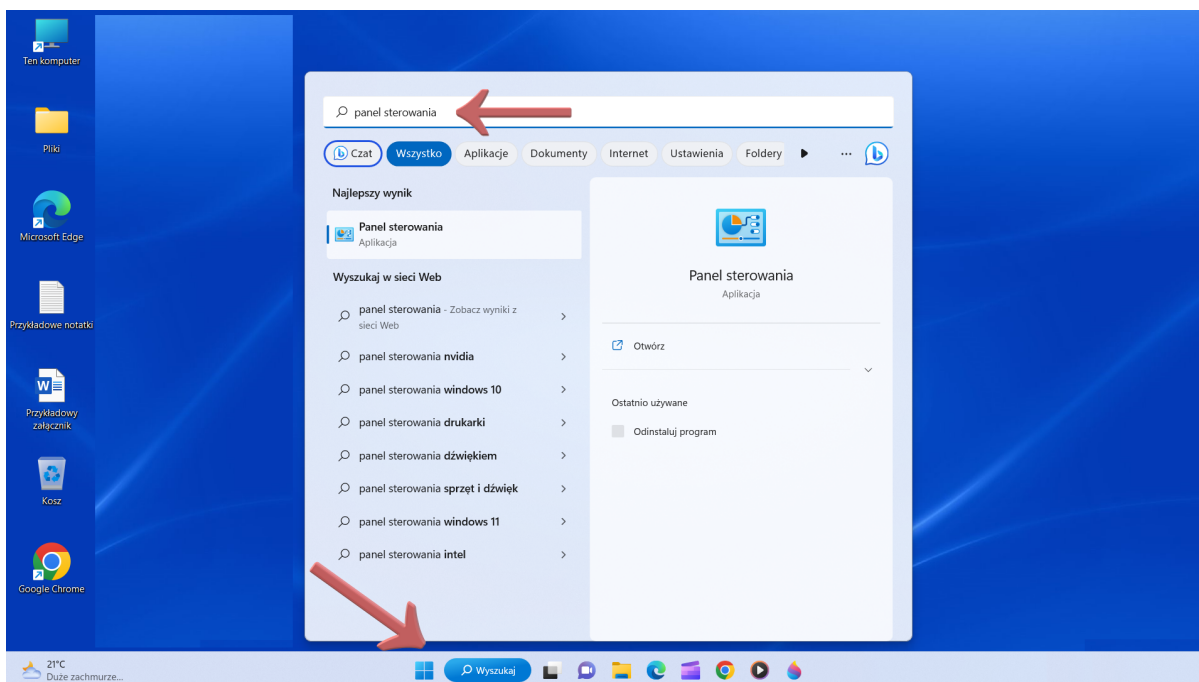 Ten komputer
Pliki
Microsoft Edge
Przykładowe notatki
Przykładowy
załącznik
Kosz
Google Chrome
panel sterowania
Czat Wszystko Aplikacje Dokumenty Internet Ustawienia Foldery
Najlepszy wynik
Panel sterowania
Aplikacja
Wyszukaj w sieci Web
panel sterowania - Zobacz wyniki z
sieci Web
panel sterowania nvidia
panel sterowania windows 10
panel sterowania drukarki
panel sterowania dźwiękiem
panel sterowania sprzęt i dźwięk
panel sterowania windows 11
panel sterowania intel
Panel sterowania
Aplikacja
Otwórz
Ostatnio używane
Odinstaluj program
21°C
Duże zachmurze...
Wyszukaj